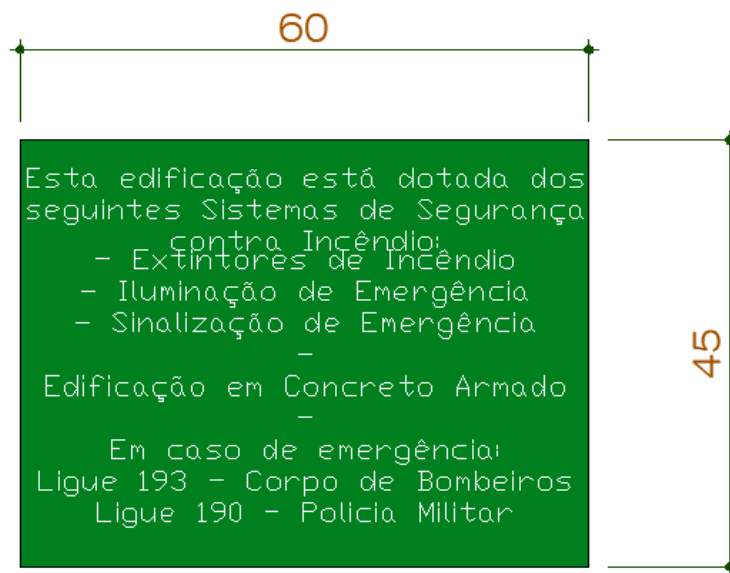 60
Esta edificação está dotada dos
seguintes Sistemas de Segurança
contra Incêndio:
- Extintores de Incêndio
- Iluminação de Emergência
- Sinalização de Emergência
-
Edificação em Concreto Armado
-
Em caso de emergência:
Ligue 193 - Corpo de Bombeiros
Ligue 190 - Policia Militar
45